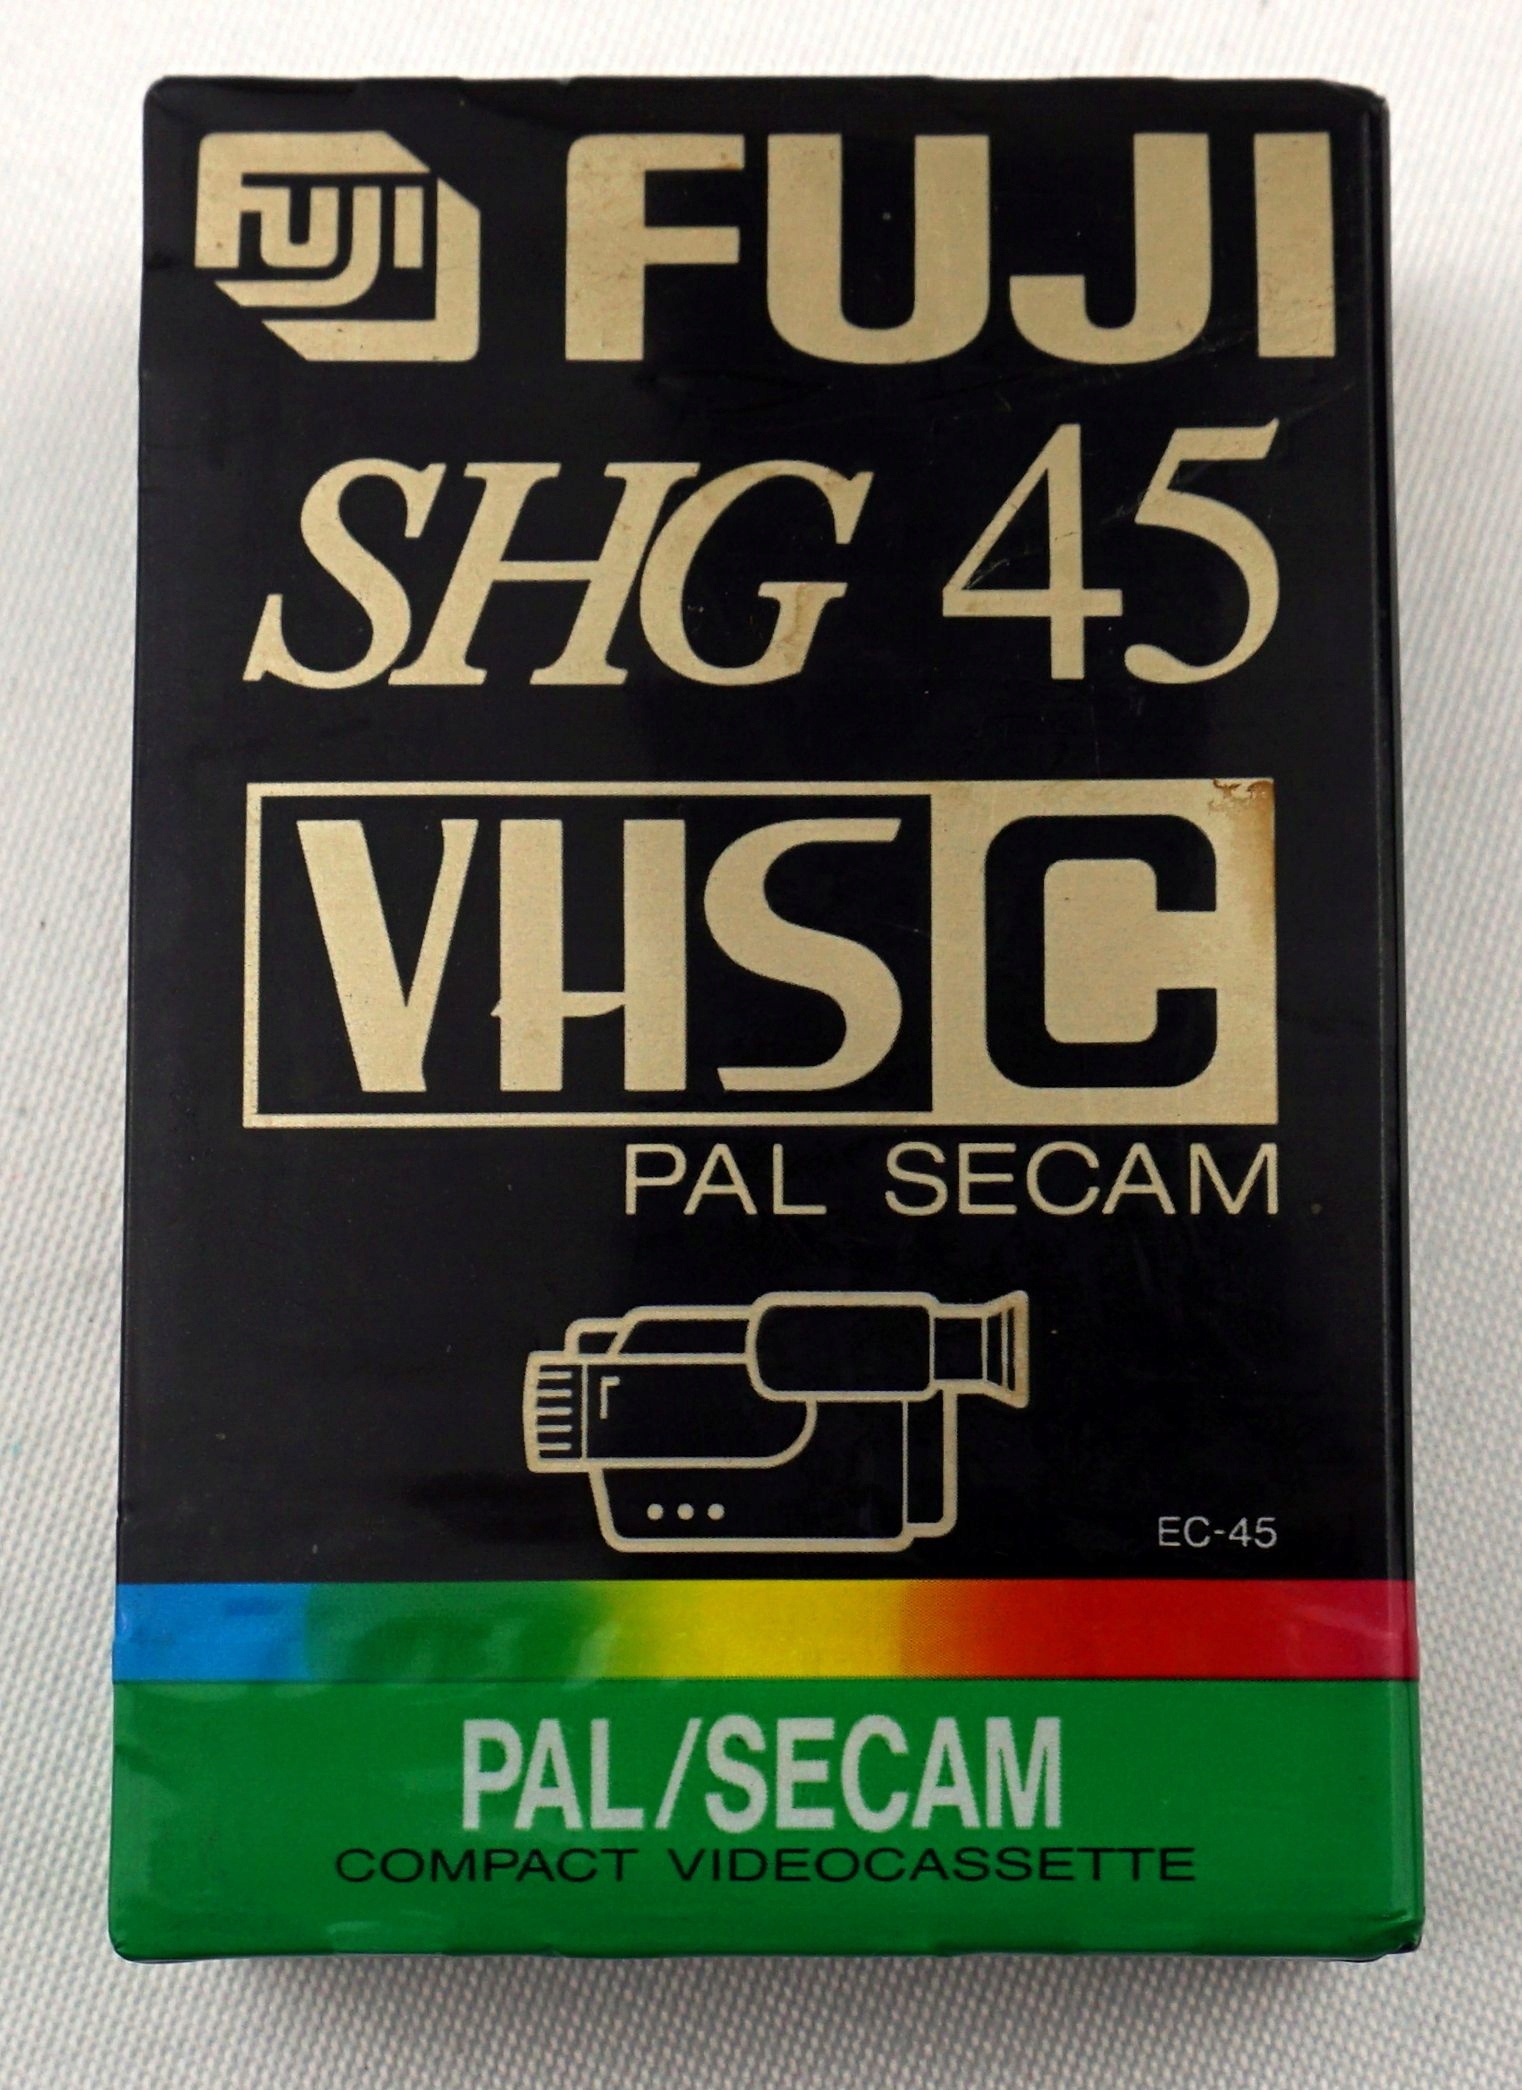 FUJI FUJI
SHG 45
VHS C
PAL SECAM
EC-45
PAL/SECAM
COMPACT VIDEOCASSETTE